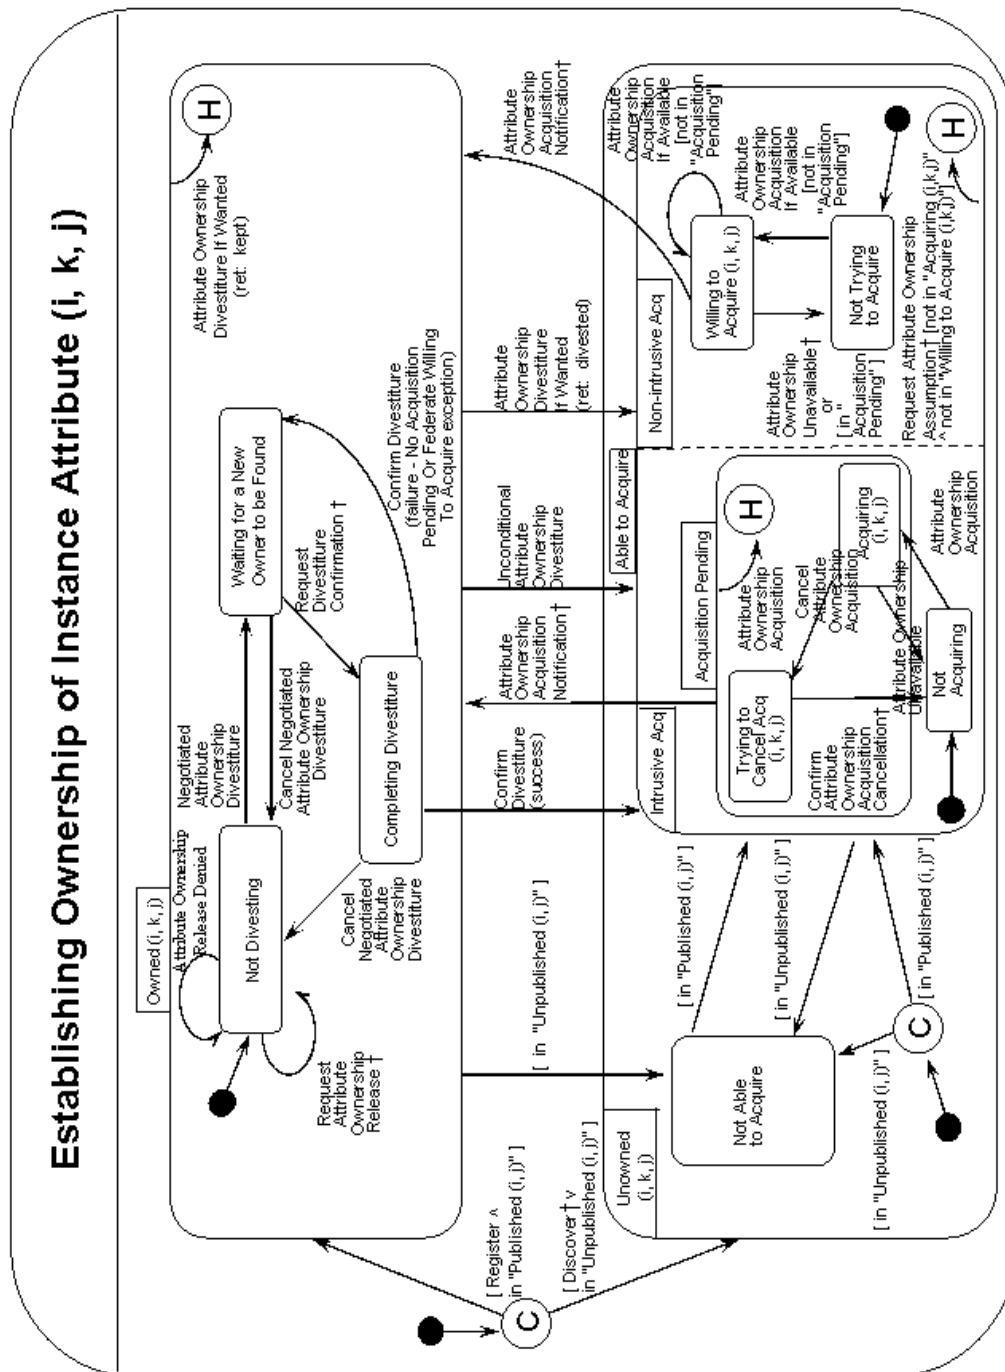 Establishing Ownership of Instance Attribute (i, k, j)
Owned (i, k, j)
Attribute Ownership
Release Denied
Not Divesting
Request
Attribute
Ownership
Release †
Negotiated
Attribute
Ownership
Divestiture
Cancel Negotiated
Attribute Ownership
Divestiture
Waiting for a New
Owner to be Found
Request
Divestiture
Confirmation †
Completing Divestiture
Cancel
Negotiated
Attribute
Ownership
Divestiture
Confirm Divestiture
(failure - No Acquisition
Pending Or Federate Willing
To Acquire exception)
Attribute Ownership
Divestiture If Wanted
(ret: kept)
H
C
[ Register ^
in "Published (i, j)" ]
[ Discover† v
in "Unpublished (i, j)" ]
[ in "Unpublished (i, j)" ]
Confirm
Divestiture
(success)
Attribute
Ownership
Acquisition
Notification†
Unconditional
Attribute
Ownership
Divestiture
Attribute
Ownership
Divestiture
If Wanted
(ret: divested)
Attribute
Ownership
Acquisition
Notification†
Unowned
(i, k, j)
Not Able
to Acquire
[ in "Published (i, j)" ]
[ in "Unpublished (i, j)" ]
[ in "Published (i, j)" ]
[ in "Unpublished (i, j)" ]
C
Able to Acquire
Intrusive Acq
Acquisition Pending
Trying to
Cancel Acq
(i, k, j)
Attribute
Ownership
Acquisition
H
Cancel
Attribute
Ownership
Acquisition
Acquiring
(i, k, j)
Confirm
Attribute
Ownership
Acquisition
Cancellation†
Attribute Ownership
Unavailable
Attribute
Ownership
Acquisition
Not
Acquiring
Non-intrusive Acq
Attribute
Ownership
Acquisition
If Available
[not in
"Acquisition
Pending"]
Willing to
Acquire (i, k, j)
Attribute
Ownership
Acquisition
If Available
[not in
"Acquisition
Pending"]
Attribute
Ownership
Unavailable†
or
[ in "
Acquisition
Pending" ]
Not Trying
to Acquire
Request Attribute Ownership
Assumption† [not in "Acquiring (i,k,j)"
^ not in "Willing to Acquire (i,k,j)"]
H